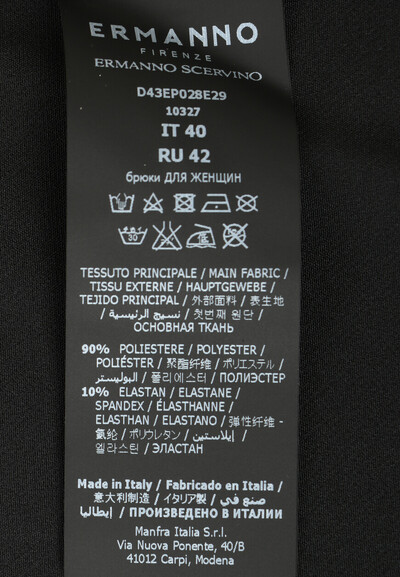 ERMANNO
FIRENZE
ERMANNO SCERVINO
D43EP028E29
10327
IT 40
RU 42
брюки ДЛЯ ЖЕНЩИН
30
TESSUTO PRINCIPALE / MAIN FABRIC /
TISSU EXTERNE / HAUPTGEWEBE /
TEJIDO PRINCIPAL / 外部面料 / 表生地
/ نسيج الرئيسية / 첫번째 원단 /
ОСНОВНАЯ ТКАНЬ
90% POLIESTERE / POLYESTER /
POLIÉSTER / 聚酯纤维 / ポリエステル /
البوليستر / 폴리에스터 / ПОЛИЭСТЕР
10% ELASTAN / ELASTANE /
SPANDEX / ÉLASTHANNE /
ELASTHAN / ELASTANO / 弹性纤维 -
氨纶 / ポリウレタン / إيلاستين /
엘라스틴 / ЭЛАСТАН
Made in Italy / Fabricado en Italia /
意大利制造 / イタリア製 / صنع في
إيطاليا / ПРОИЗВЕДЕНО В ИТАЛИИ
Manfra Italia S.r.l.
Via Nuova Ponente, 40/B
41012 Carpi, Modena